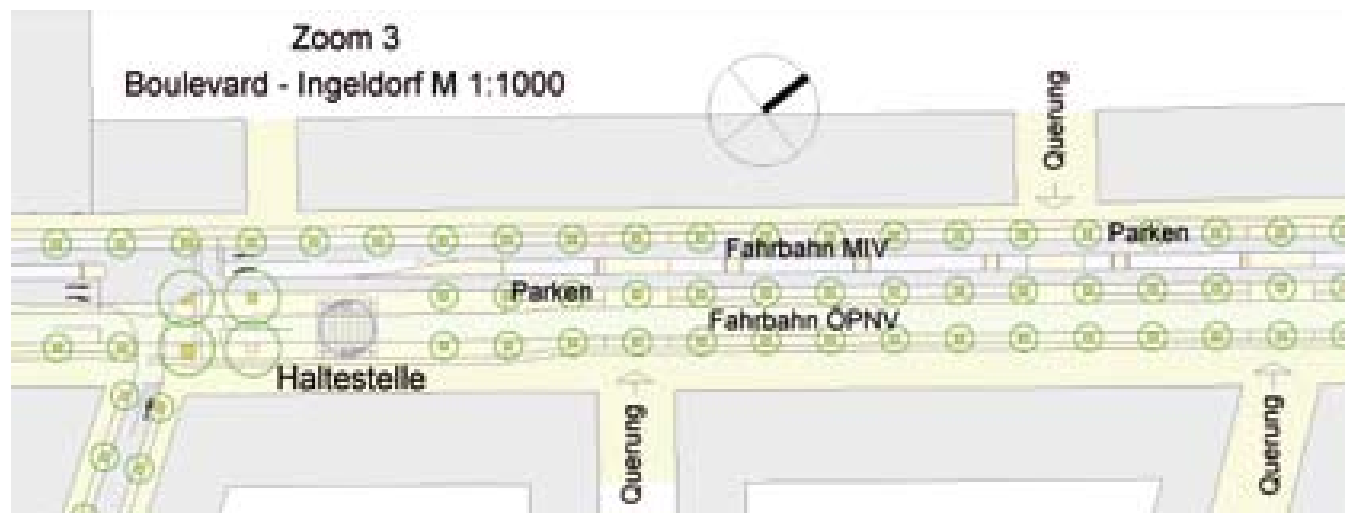 Zoom 3
Boulevard - Ingeldorf M 1:1000
Querung
Parken
Fahrbahn MIV
Parken
Fahrbahn ÖPNV
Haltestelle
Querung
Querung